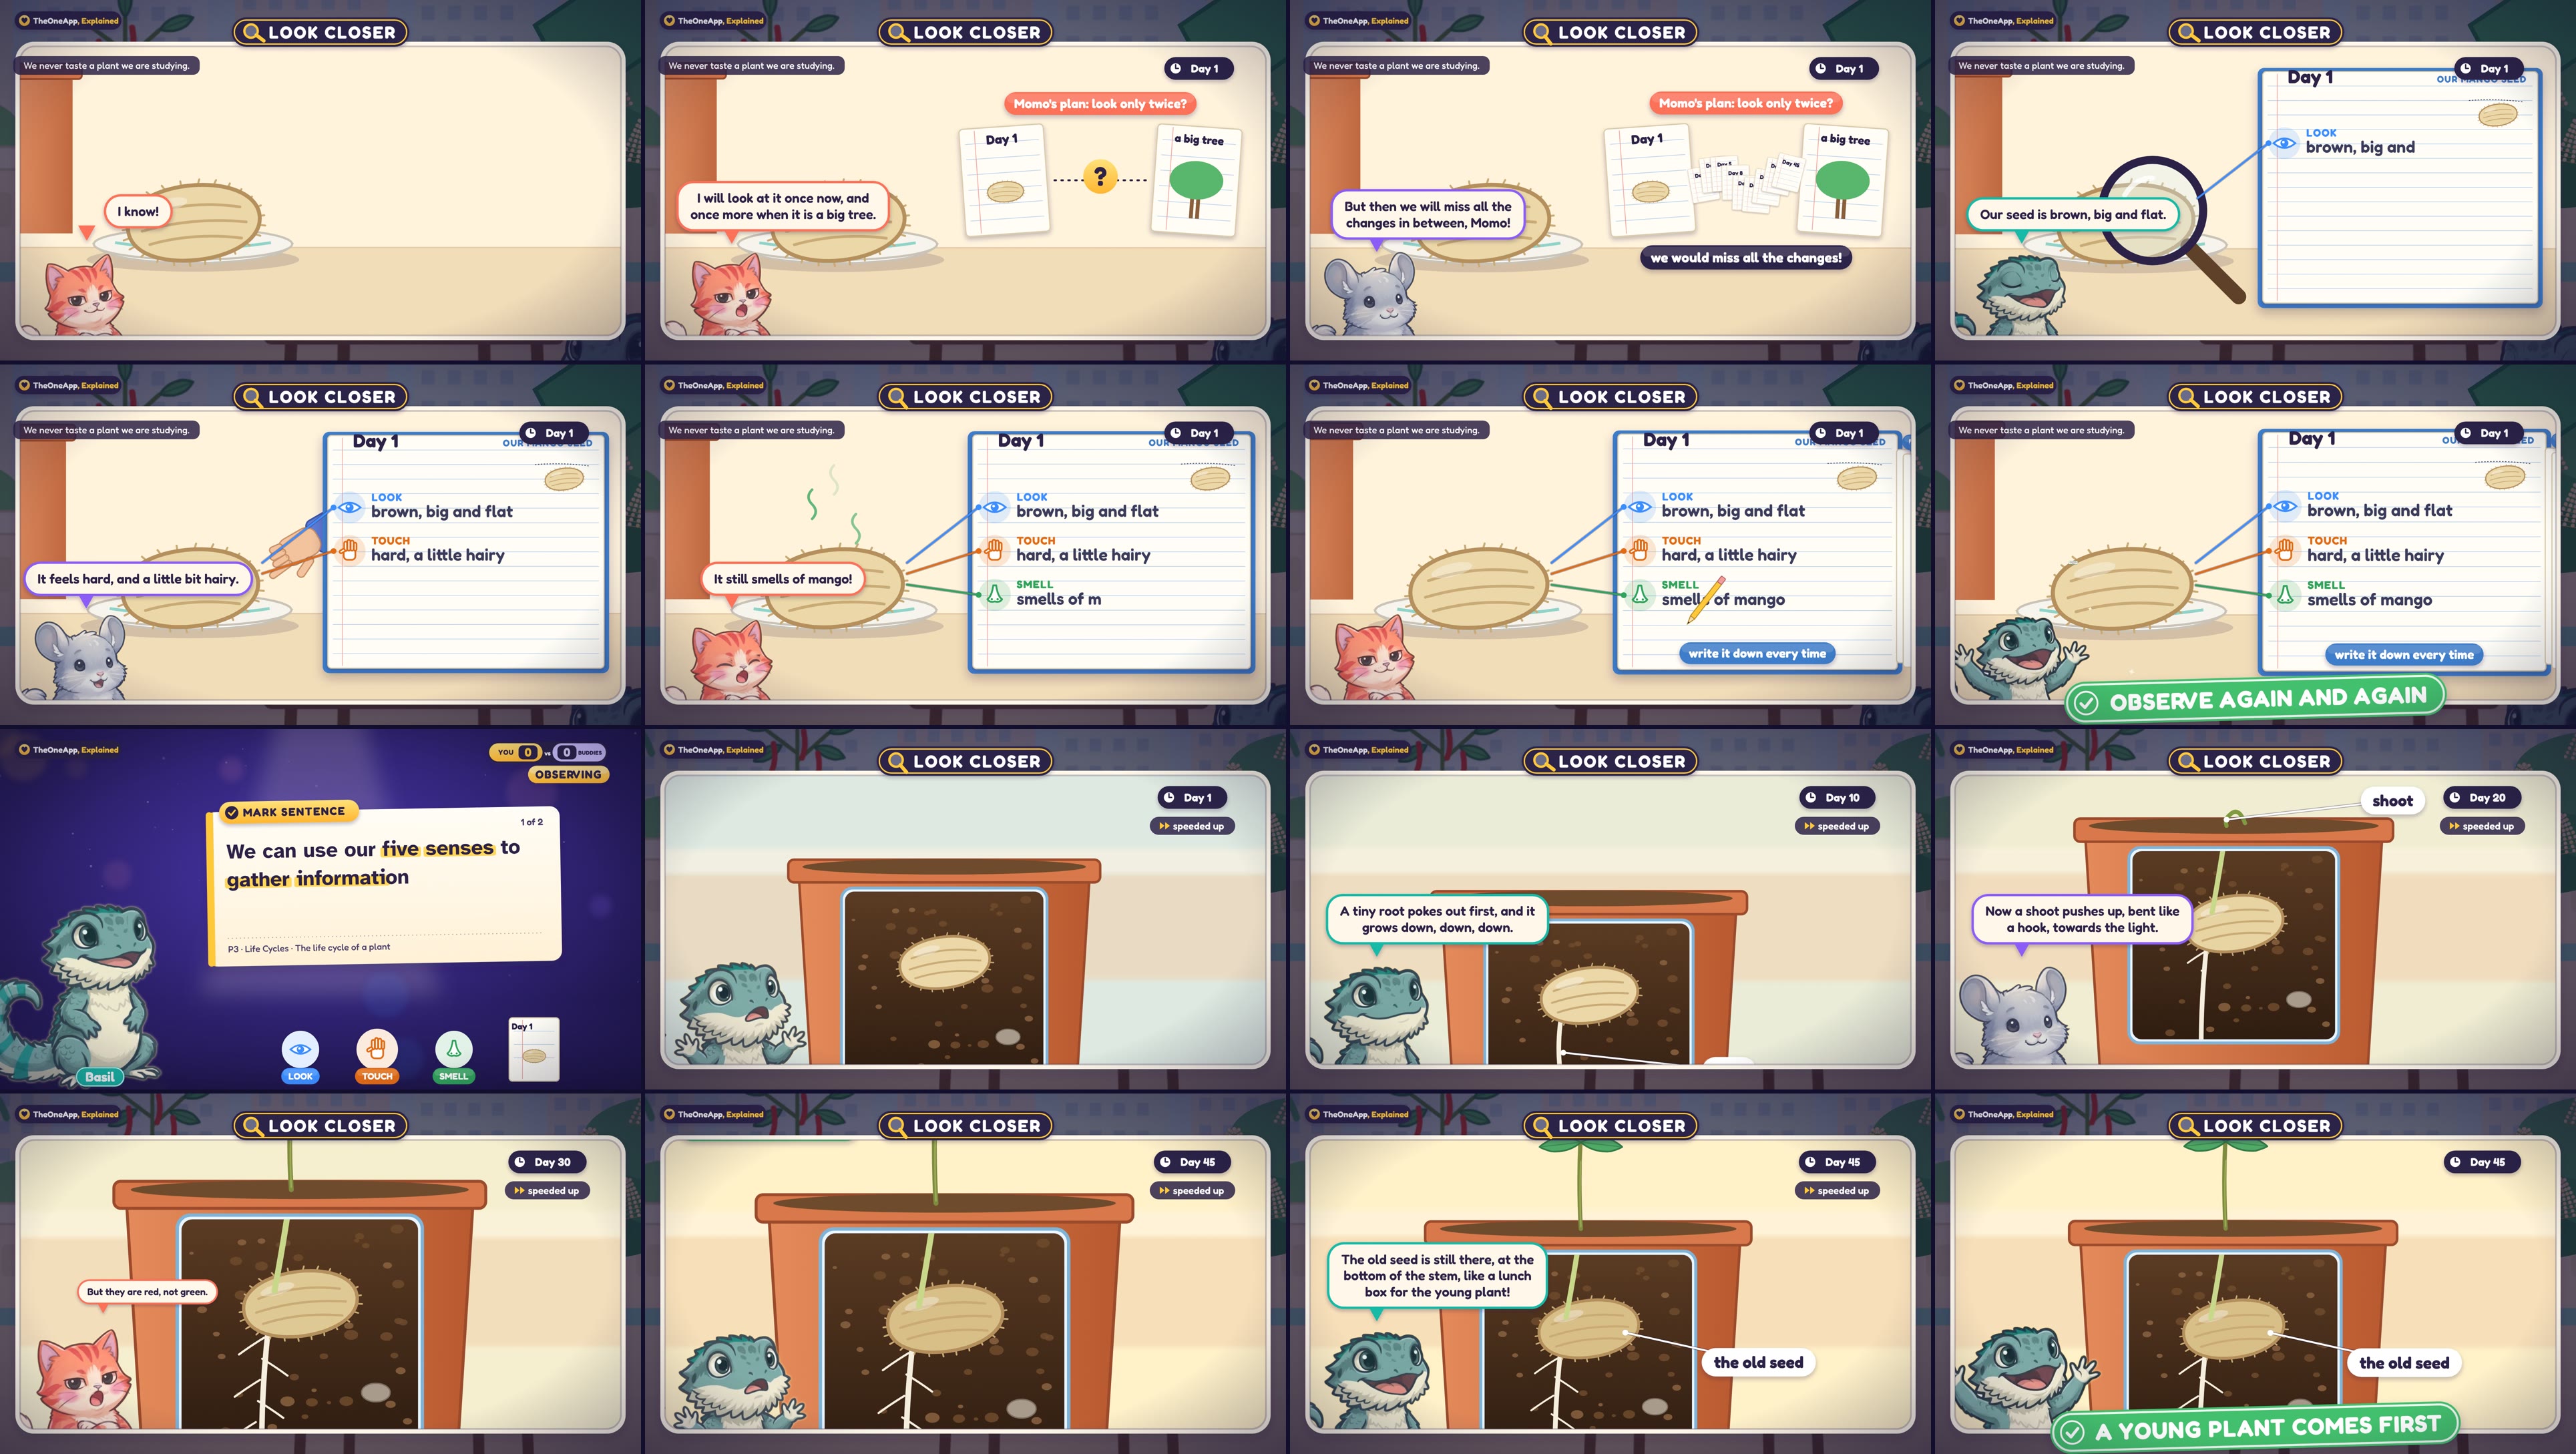 TheOneApp, Explained
LOOK CLOSER
We never taste a plant we are studying.
I know!
TheOneApp, Explained
LOOK CLOSER
We never taste a plant we are studying.
Day 1
Momo's plan: look only twice?
Day 1
a big tree
?
I will look at it once now, and
once more when it is a big tree.
TheOneApp, Explained
LOOK CLOSER
We never taste a plant we are studying.
Day 1
Momo's plan: look only twice?
Day 1
a big tree
Day 8
Day 45
But then we will miss all the
changes in between, Momo!
we would miss all the changes!
TheOneApp, Explained
LOOK CLOSER
We never taste a plant we are studying.
Day 1
Day 1
LOOK
brown, big and
Our seed is brown, big and flat.
TheOneApp, Explained
LOOK CLOSER
We never taste a plant we are studying.
Day 1
Day 1
LOOK
brown, big and flat
TOUCH
hard, a little hairy
It feels hard, and a little bit hairy.
TheOneApp, Explained
LOOK CLOSER
We never taste a plant we are studying.
Day 1
Day 1
LOOK
brown, big and flat
TOUCH
hard, a little hairy
SMELL
smells of m
It still smells of mango!
TheOneApp, Explained
LOOK CLOSER
We never taste a plant we are studying.
Day 1
Day 1
LOOK
brown, big and flat
TOUCH
hard, a little hairy
SMELL
smells of mango
write it down every time
TheOneApp, Explained
LOOK CLOSER
We never taste a plant we are studying.
Day 1
Day 1
LOOK
brown, big and flat
TOUCH
hard, a little hairy
SMELL
smells of mango
write it down every time
OBSERVE AGAIN AND AGAIN
TheOneApp, Explained
YOU 0 vs 0 BUDDIES
OBSERVING
MARK SENTENCE
1 of 2
We can use our five senses to
gather information
P3 · Life Cycles · The life cycle of a plant
Basil
LOOK
TOUCH
SMELL
Day 1
TheOneApp, Explained
LOOK CLOSER
Day 1
speeded up
TheOneApp, Explained
LOOK CLOSER
Day 10
speeded up
A tiny root pokes out first, and it
grows down, down, down.
TheOneApp, Explained
LOOK CLOSER
shoot
Day 20
speeded up
Now a shoot pushes up, bent like
a hook, towards the light.
TheOneApp, Explained
LOOK CLOSER
Day 30
speeded up
But they are red, not green.
TheOneApp, Explained
LOOK CLOSER
Day 45
speeded up
TheOneApp, Explained
LOOK CLOSER
Day 45
speeded up
The old seed is still there, at the
bottom of the stem, like a lunch
box for the young plant!
the old seed
TheOneApp, Explained
LOOK CLOSER
Day 45
the old seed
A YOUNG PLANT COMES FIRST